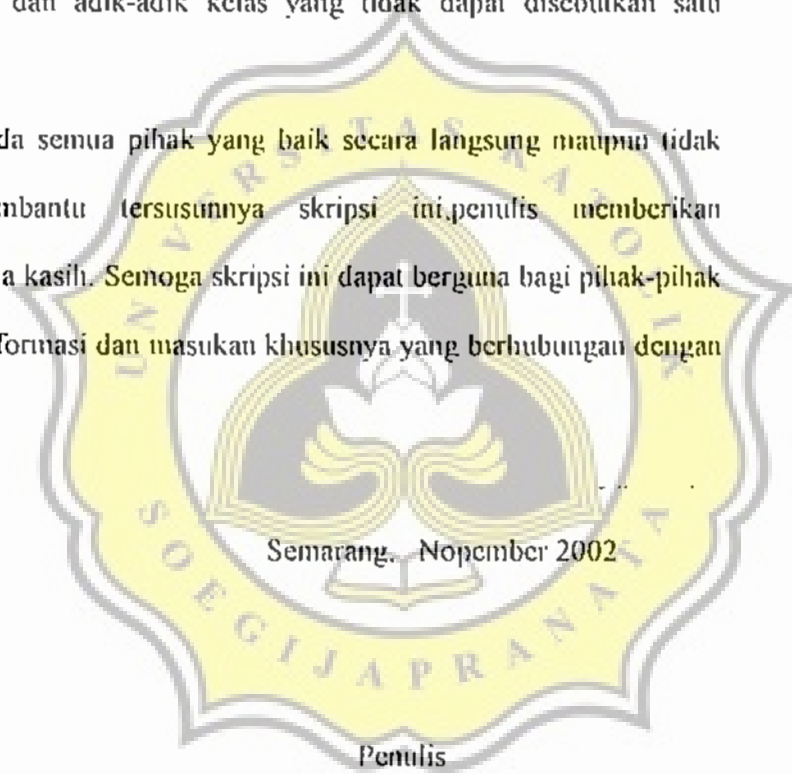 dan adik-adik kelas yang tidak dapat disebutkan satu
da semua pihak yang baik secara langsung maupun tidak
nbantu tersusunnya skripsi ini,penulis memberikan
a kasih. Semoga skripsi ini dapat berguna bagi pihak-pihak
formasi dan masukan khususnya yang berhubungan dengan
Semarang, Nopember 2002
Penulis
UNIVERSITAS KATOLIK
SOEGIJAPRANATA